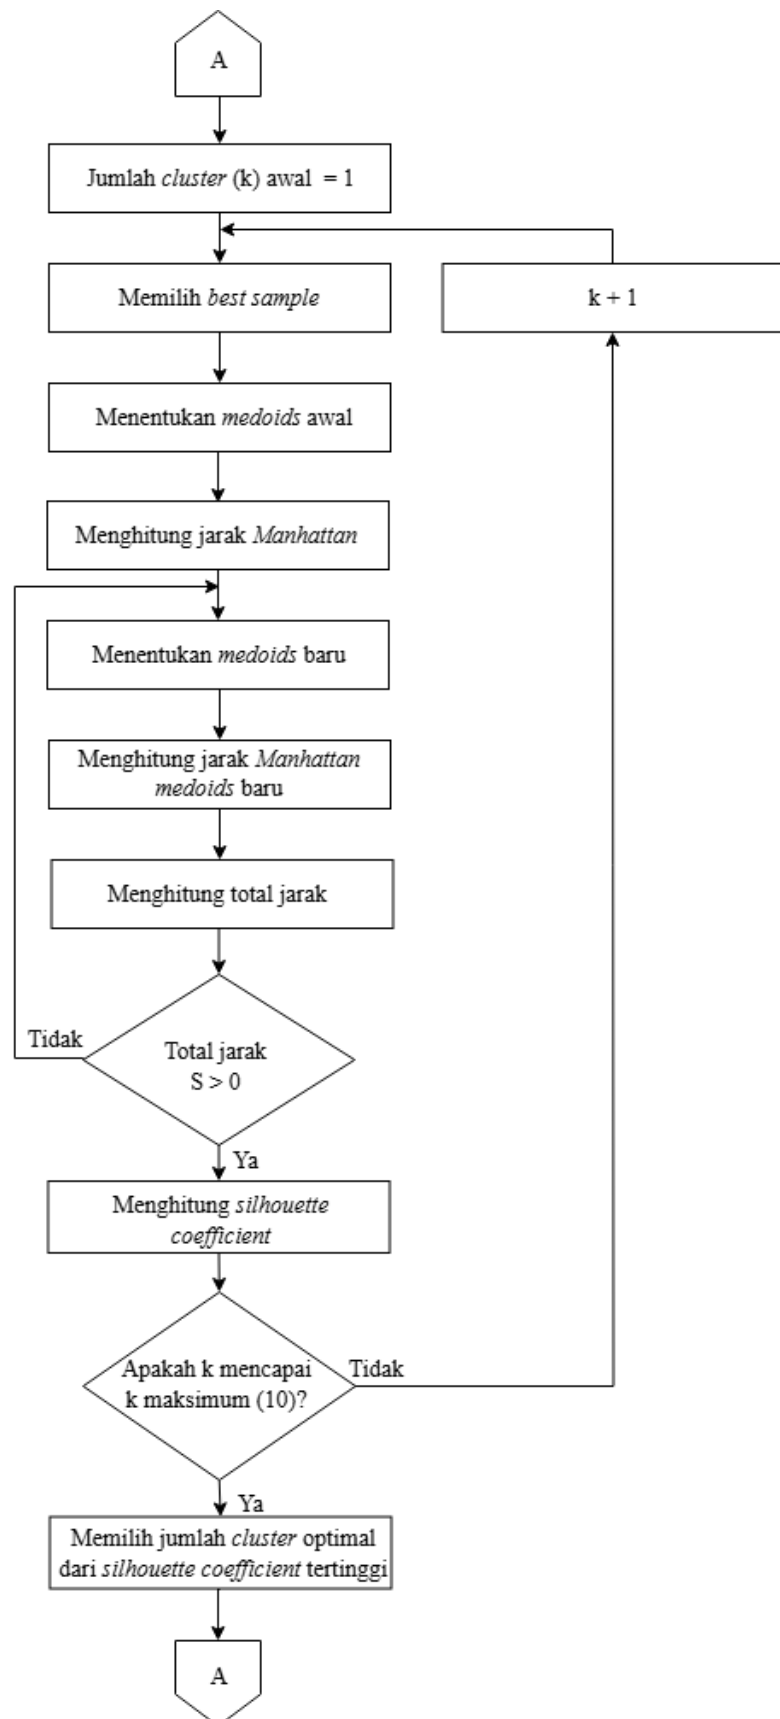 A
Jumlah cluster (k) awal = 1
Memilih best sample
k + 1
Menentukan medoids awal
Menghitung jarak Manhattan
Menentukan medoids baru
Menghitung jarak Manhattan
medoids baru
Menghitung total jarak
Tidak
Total jarak
S > 0
Ya
Menghitung silhouette
coefficient
Apakah k mencapai
k maksimum (10)?
Tidak
Ya
Memilih jumlah cluster optimal
dari silhouette coefficient tertinggi
A